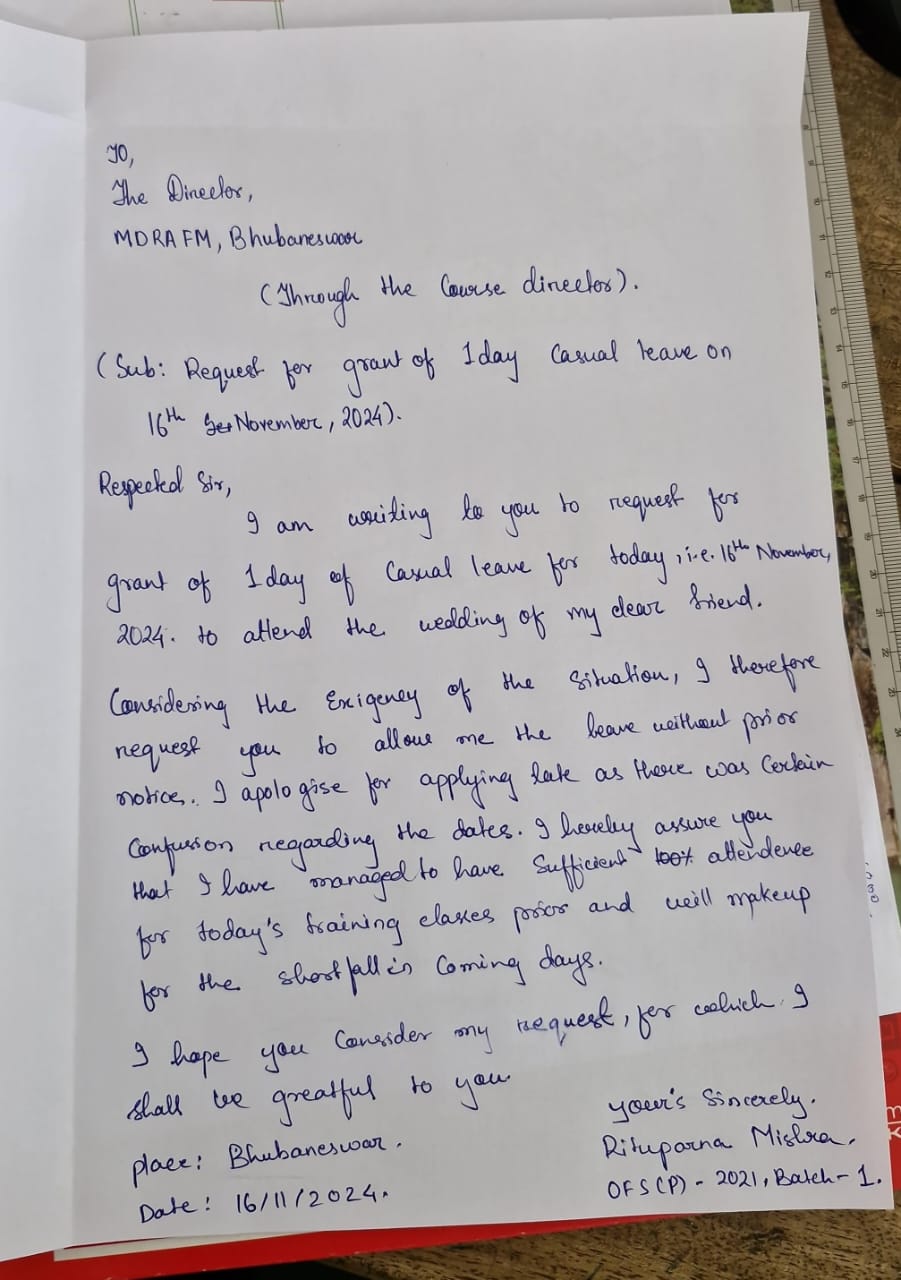 To,
The Director,
MDRAFM, Bhubaneswar
(Through the Course director).
(Sub: Request for grant of 1day Casual leave on
16th November, 2024).
Respected Sir,
I am writing to you to request for
grant of 1day of Casual leave for today, i.e. 16th November,
2024. to attend the wedding of my dear friend.
Considering the Exigency of the Situation, I therefore
request you to allow me the leave without prior
notice. I apologise for applying late as there was Certain
Confusion regarding the dates. I hereby assure you
that I have managed to have Sufficient 100% attendence
for today's training classes prior and will makeup
for the shortfall in Coming days.
I hope you Consider my request, for which I
shall be greatful to you.
your's Sincerely.
Rituparna Mishra.
OFS(P) - 2021, Batch - 1.
place: Bhubaneswar.
Date: 16/11/2024.